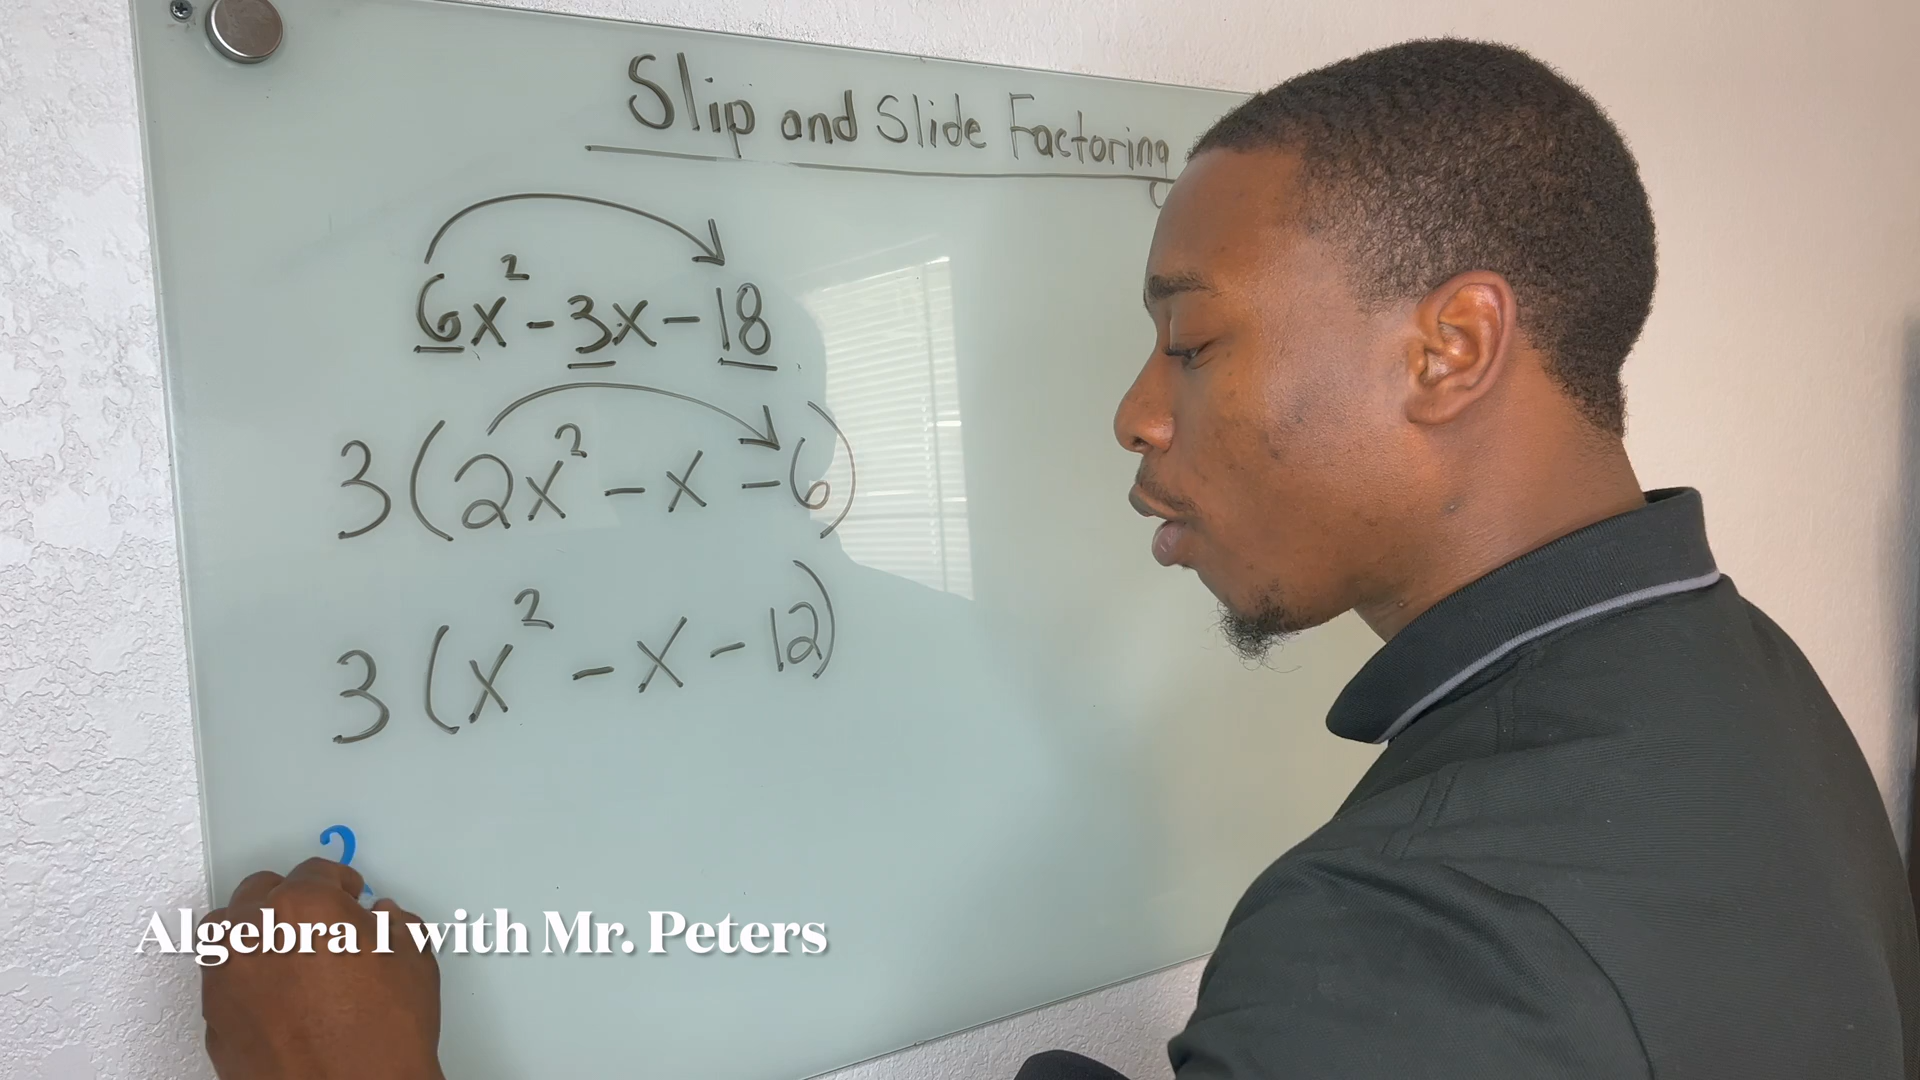 Slip and Slide Factoring
6x² - 3x - 18
3(2x² - x - 6)
3(x² - x - 12)
Algebra 1 with Mr. Peters